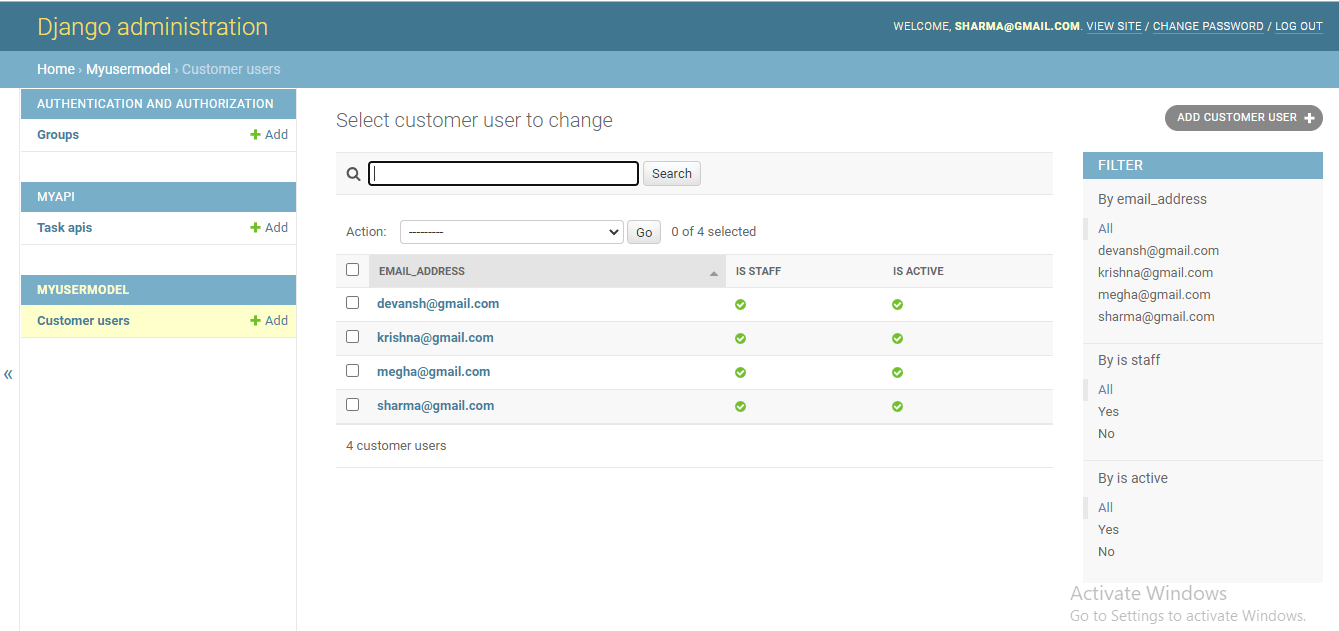 Django administration
WELCOME, SHARMA@GMAIL.COM. VIEW SITE / CHANGE PASSWORD / LOG OUT
Home › Myusermodel › Customer users
AUTHENTICATION AND AUTHORIZATION
Groups + Add
MYAPI
Task apis + Add
MYUSERMODEL
Customer users + Add
«
Select customer user to change
ADD CUSTOMER USER +
Search
Action: --------- Go 0 of 4 selected
EMAIL_ADDRESS IS STAFF IS ACTIVE
devansh@gmail.com
krishna@gmail.com
megha@gmail.com
sharma@gmail.com
4 customer users
FILTER
By email_address
All
devansh@gmail.com
krishna@gmail.com
megha@gmail.com
sharma@gmail.com
By is staff
All
Yes
No
By is active
All
Yes
No
Activate Windows
Go to Settings to activate Windows.